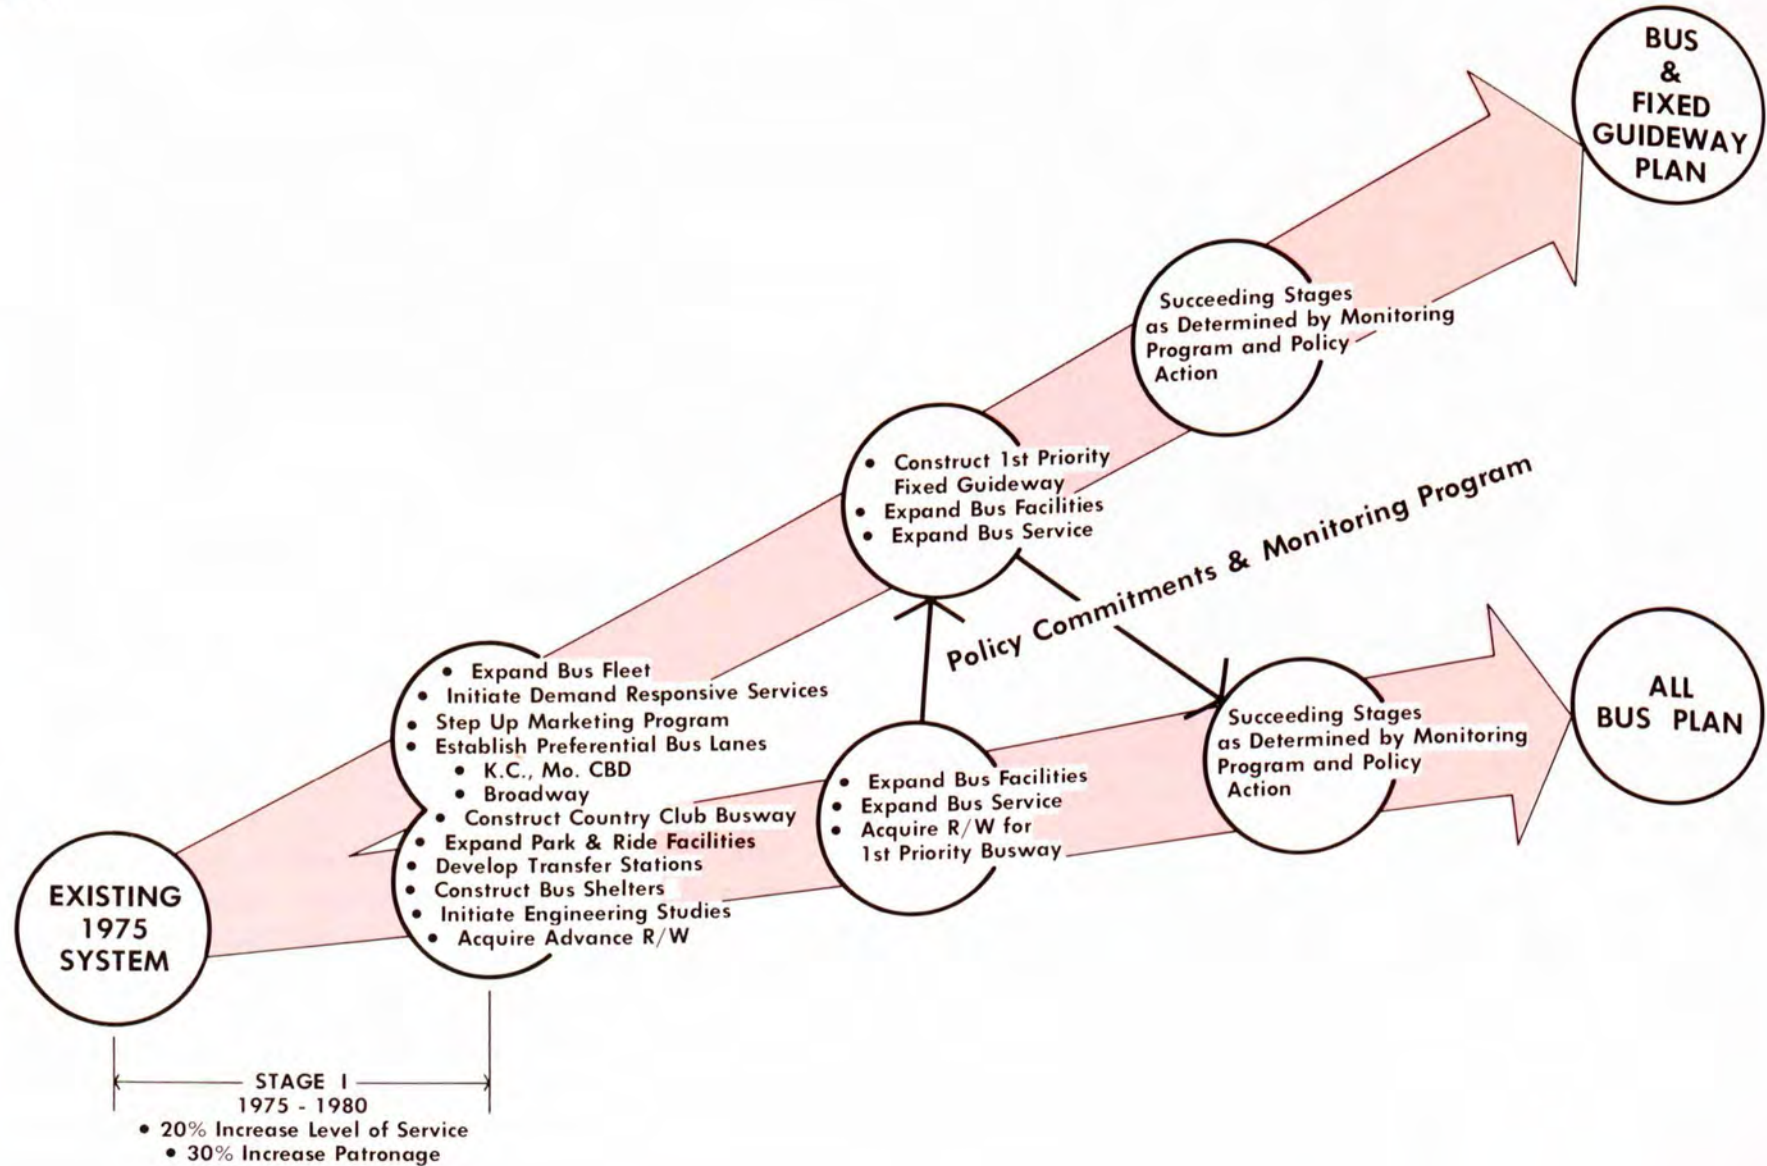 BUS
&
FIXED
GUIDEWAY
PLAN
Succeeding Stages
as Determined by Monitoring
Program and Policy
Action
• Construct 1st Priority
Fixed Guideway
• Expand Bus Facilities
• Expand Bus Service
Policy Commitments & Monitoring Program
• Expand Bus Fleet
• Initiate Demand Responsive Services
• Step Up Marketing Program
• Establish Preferential Bus Lanes
• K.C., Mo. CBD
• Broadway
• Construct Country Club Busway
• Expand Park & Ride Facilities
• Develop Transfer Stations
• Construct Bus Shelters
• Initiate Engineering Studies
• Acquire Advance R/W
• Expand Bus Facilities
• Expand Bus Service
• Acquire R/W for
1st Priority Busway
Succeeding Stages
as Determined by Monitoring
Program and Policy
Action
ALL
BUS PLAN
EXISTING
1975
SYSTEM
STAGE I
1975 - 1980
• 20% Increase Level of Service
• 30% Increase Patronage